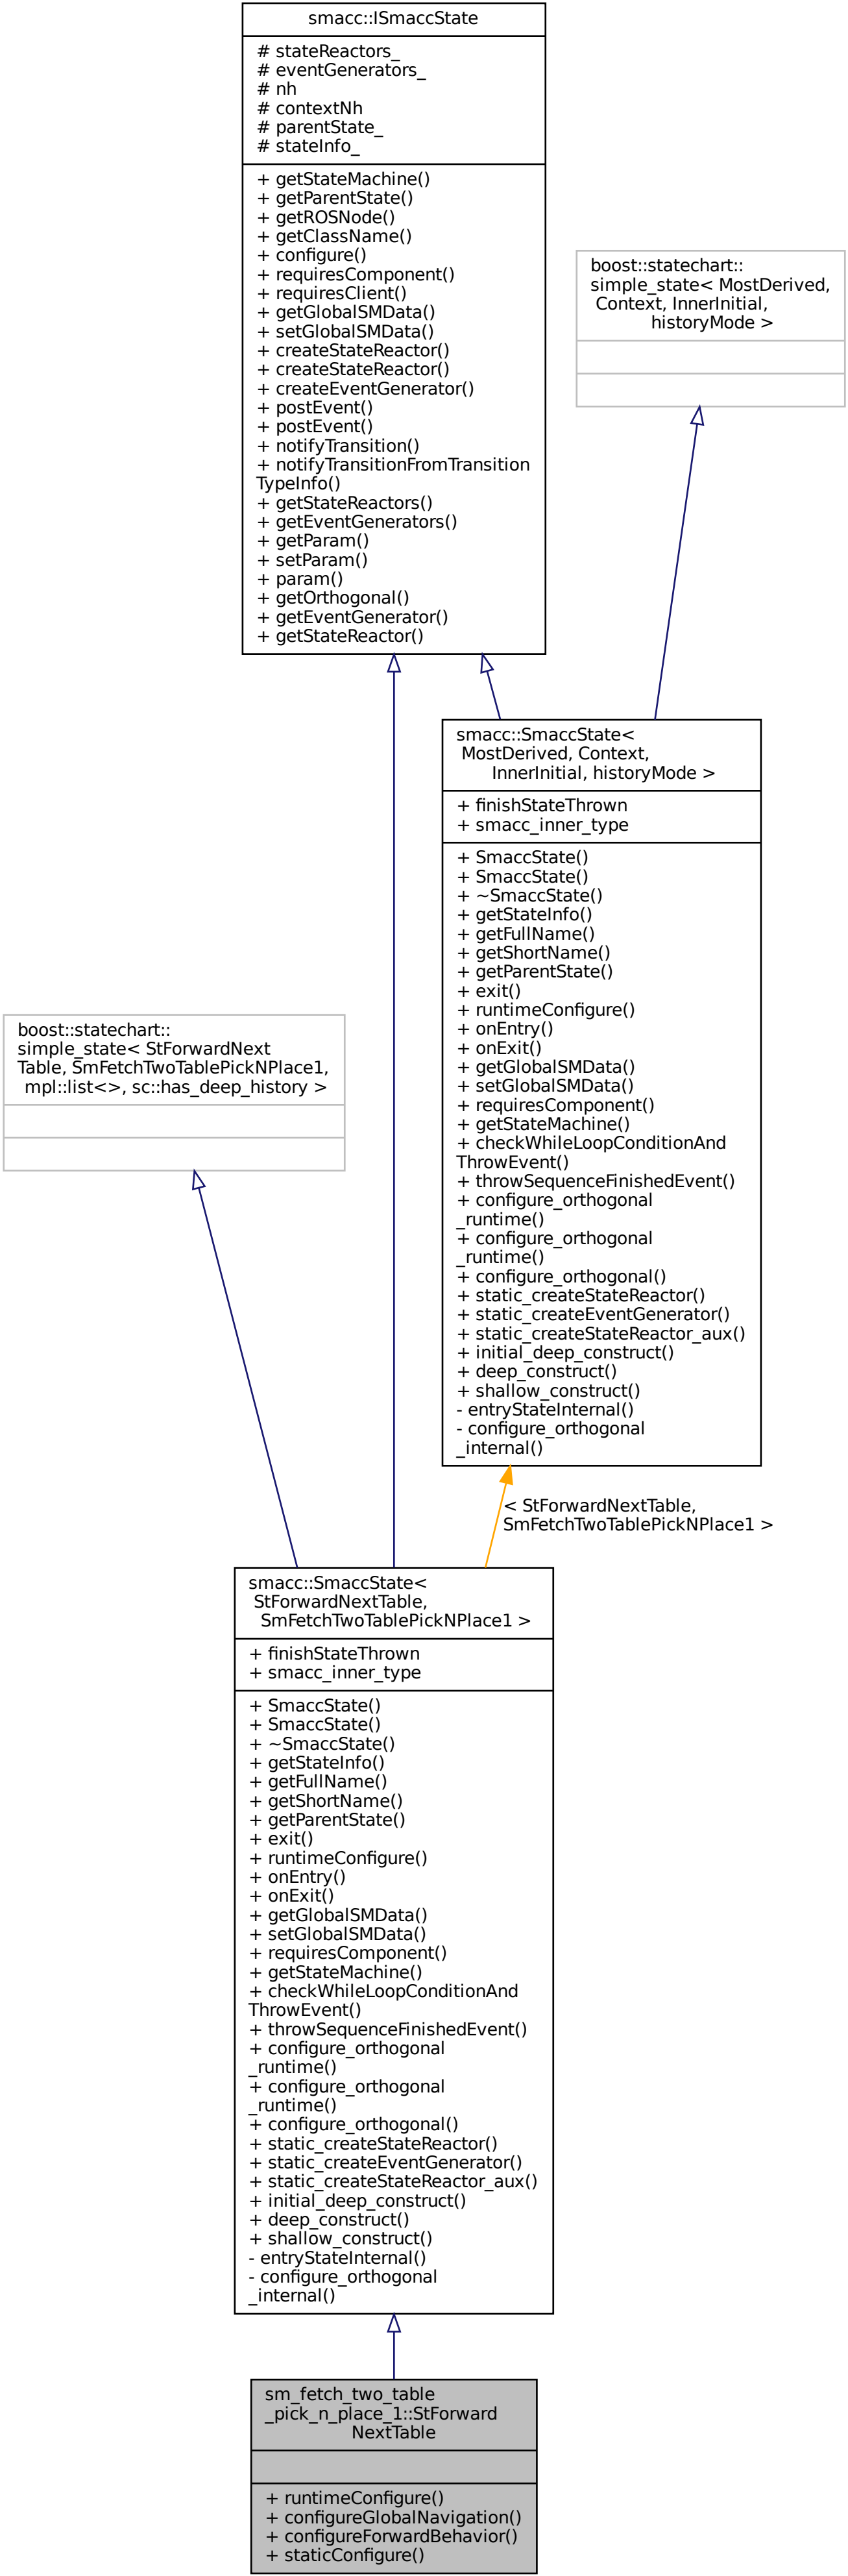 smacc::ISmaccState
# stateReactors_
# eventGenerators_
# nh
# contextNh
# parentState_
# stateInfo_
+ getStateMachine()
+ getParentState()
+ getROSNode()
+ getClassName()
+ configure()
+ requiresComponent()
+ requiresClient()
+ getGlobalSMData()
+ setGlobalSMData()
+ createStateReactor()
+ createStateReactor()
+ createEventGenerator()
+ postEvent()
+ postEvent()
+ notifyTransition()
+ notifyTransitionFromTransition
TypeInfo()
+ getStateReactors()
+ getEventGenerators()
+ getParam()
+ setParam()
+ param()
+ getOrthogonal()
+ getEventGenerator()
+ getStateReactor()
boost::statechart::
simple_state< MostDerived,
Context, InnerInitial,
historyMode >
smacc::SmaccState<
MostDerived, Context,
InnerInitial, historyMode >
+ finishStateThrown
+ smacc_inner_type
+ SmaccState()
+ SmaccState()
+ ~SmaccState()
+ getStateInfo()
+ getFullName()
+ getShortName()
+ getParentState()
+ exit()
+ runtimeConfigure()
+ onEntry()
+ onExit()
+ getGlobalSMData()
+ setGlobalSMData()
+ requiresComponent()
+ getStateMachine()
+ checkWhileLoopConditionAnd
ThrowEvent()
+ throwSequenceFinishedEvent()
+ configure_orthogonal
_runtime()
+ configure_orthogonal
_runtime()
+ configure_orthogonal()
+ static_createStateReactor()
+ static_createEventGenerator()
+ static_createStateReactor_aux()
+ initial_deep_construct()
+ deep_construct()
+ shallow_construct()
- entryStateInternal()
- configure_orthogonal
_internal()
boost::statechart::
simple_state< StForwardNext
Table, SmFetchTwoTablePickNPlace1,
mpl::list<>, sc::has_deep_history >
< StForwardNextTable,
SmFetchTwoTablePickNPlace1 >
smacc::SmaccState<
StForwardNextTable,
SmFetchTwoTablePickNPlace1 >
+ finishStateThrown
+ smacc_inner_type
+ SmaccState()
+ SmaccState()
+ ~SmaccState()
+ getStateInfo()
+ getFullName()
+ getShortName()
+ getParentState()
+ exit()
+ runtimeConfigure()
+ onEntry()
+ onExit()
+ getGlobalSMData()
+ setGlobalSMData()
+ requiresComponent()
+ getStateMachine()
+ checkWhileLoopConditionAnd
ThrowEvent()
+ throwSequenceFinishedEvent()
+ configure_orthogonal
_runtime()
+ configure_orthogonal
_runtime()
+ configure_orthogonal()
+ static_createStateReactor()
+ static_createEventGenerator()
+ static_createStateReactor_aux()
+ initial_deep_construct()
+ deep_construct()
+ shallow_construct()
- entryStateInternal()
- configure_orthogonal
_internal()
sm_fetch_two_table
_pick_n_place_1::StForward
NextTable
+ runtimeConfigure()
+ configureGlobalNavigation()
+ configureForwardBehavior()
+ staticConfigure()